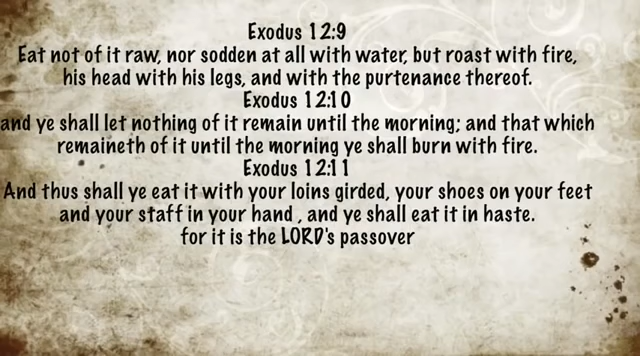 Exodus 12:9
Eat not of it raw, nor sodden at all with water, but roast with fire,
his head with his legs, and with the purtenance thereof.
Exodus 12:10
and ye shall let nothing of it remain until the morning; and that which
remaineth of it until the morning ye shall burn with fire.
Exodus 12:11
And thus shall ye eat it with your loins girded, your shoes on your feet
and your staff in your hand , and ye shall eat it in haste.
for it is the LORD's passover